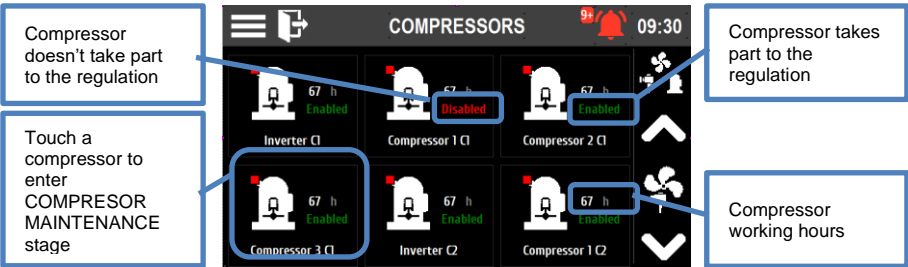 Compressor
doesn't take part
to the regulation
Touch a
compressor to
enter
COMPRESOR
MAINTENANCE
stage
COMPRESSORS
9+
09:30
67 h
Enabled
Inverter C1
67 h
Disabled
Compressor 1 C1
67 h
Enabled
Compressor 2 C1
67 h
Enabled
Compressor 3 C1
67 h
Enabled
Inverter C2
67 h
Enabled
Compressor 1 C2
Compressor takes
part to the
regulation
Compressor
working hours